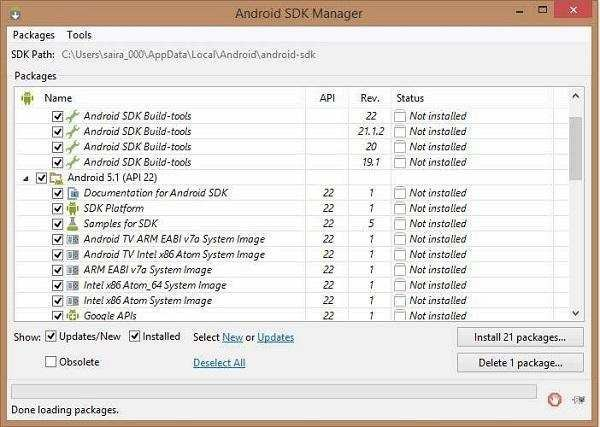 Android SDK Manager
Packages Tools
SDK Path: C:\Users\saira_000\AppData\Local\Android\android-sdk
Packages
Name API Rev. Status
Android SDK Build-tools 22 Not installed
Android SDK Build-tools 21.1.2 Not installed
Android SDK Build-tools 20 Not installed
Android SDK Build-tools 19.1 Not installed
Android 5.1 (API 22)
Documentation for Android SDK 22 1 Not installed
SDK Platform 22 1 Not installed
Samples for SDK 22 5 Not installed
Android TV ARM EABI v7a System Image 22 1 Not installed
Android TV Intel x86 Atom System Image 22 1 Not installed
ARM EABI v7a System Image 22 1 Not installed
Intel x86 Atom_64 System Image 22 1 Not installed
Intel x86 Atom System Image 22 1 Not installed
Google APIs 22 1 Not installed
Show: Updates/New Installed Select New or Updates Install 21 packages...
Obsolete Deselect All Delete 1 package...
Done loading packages.